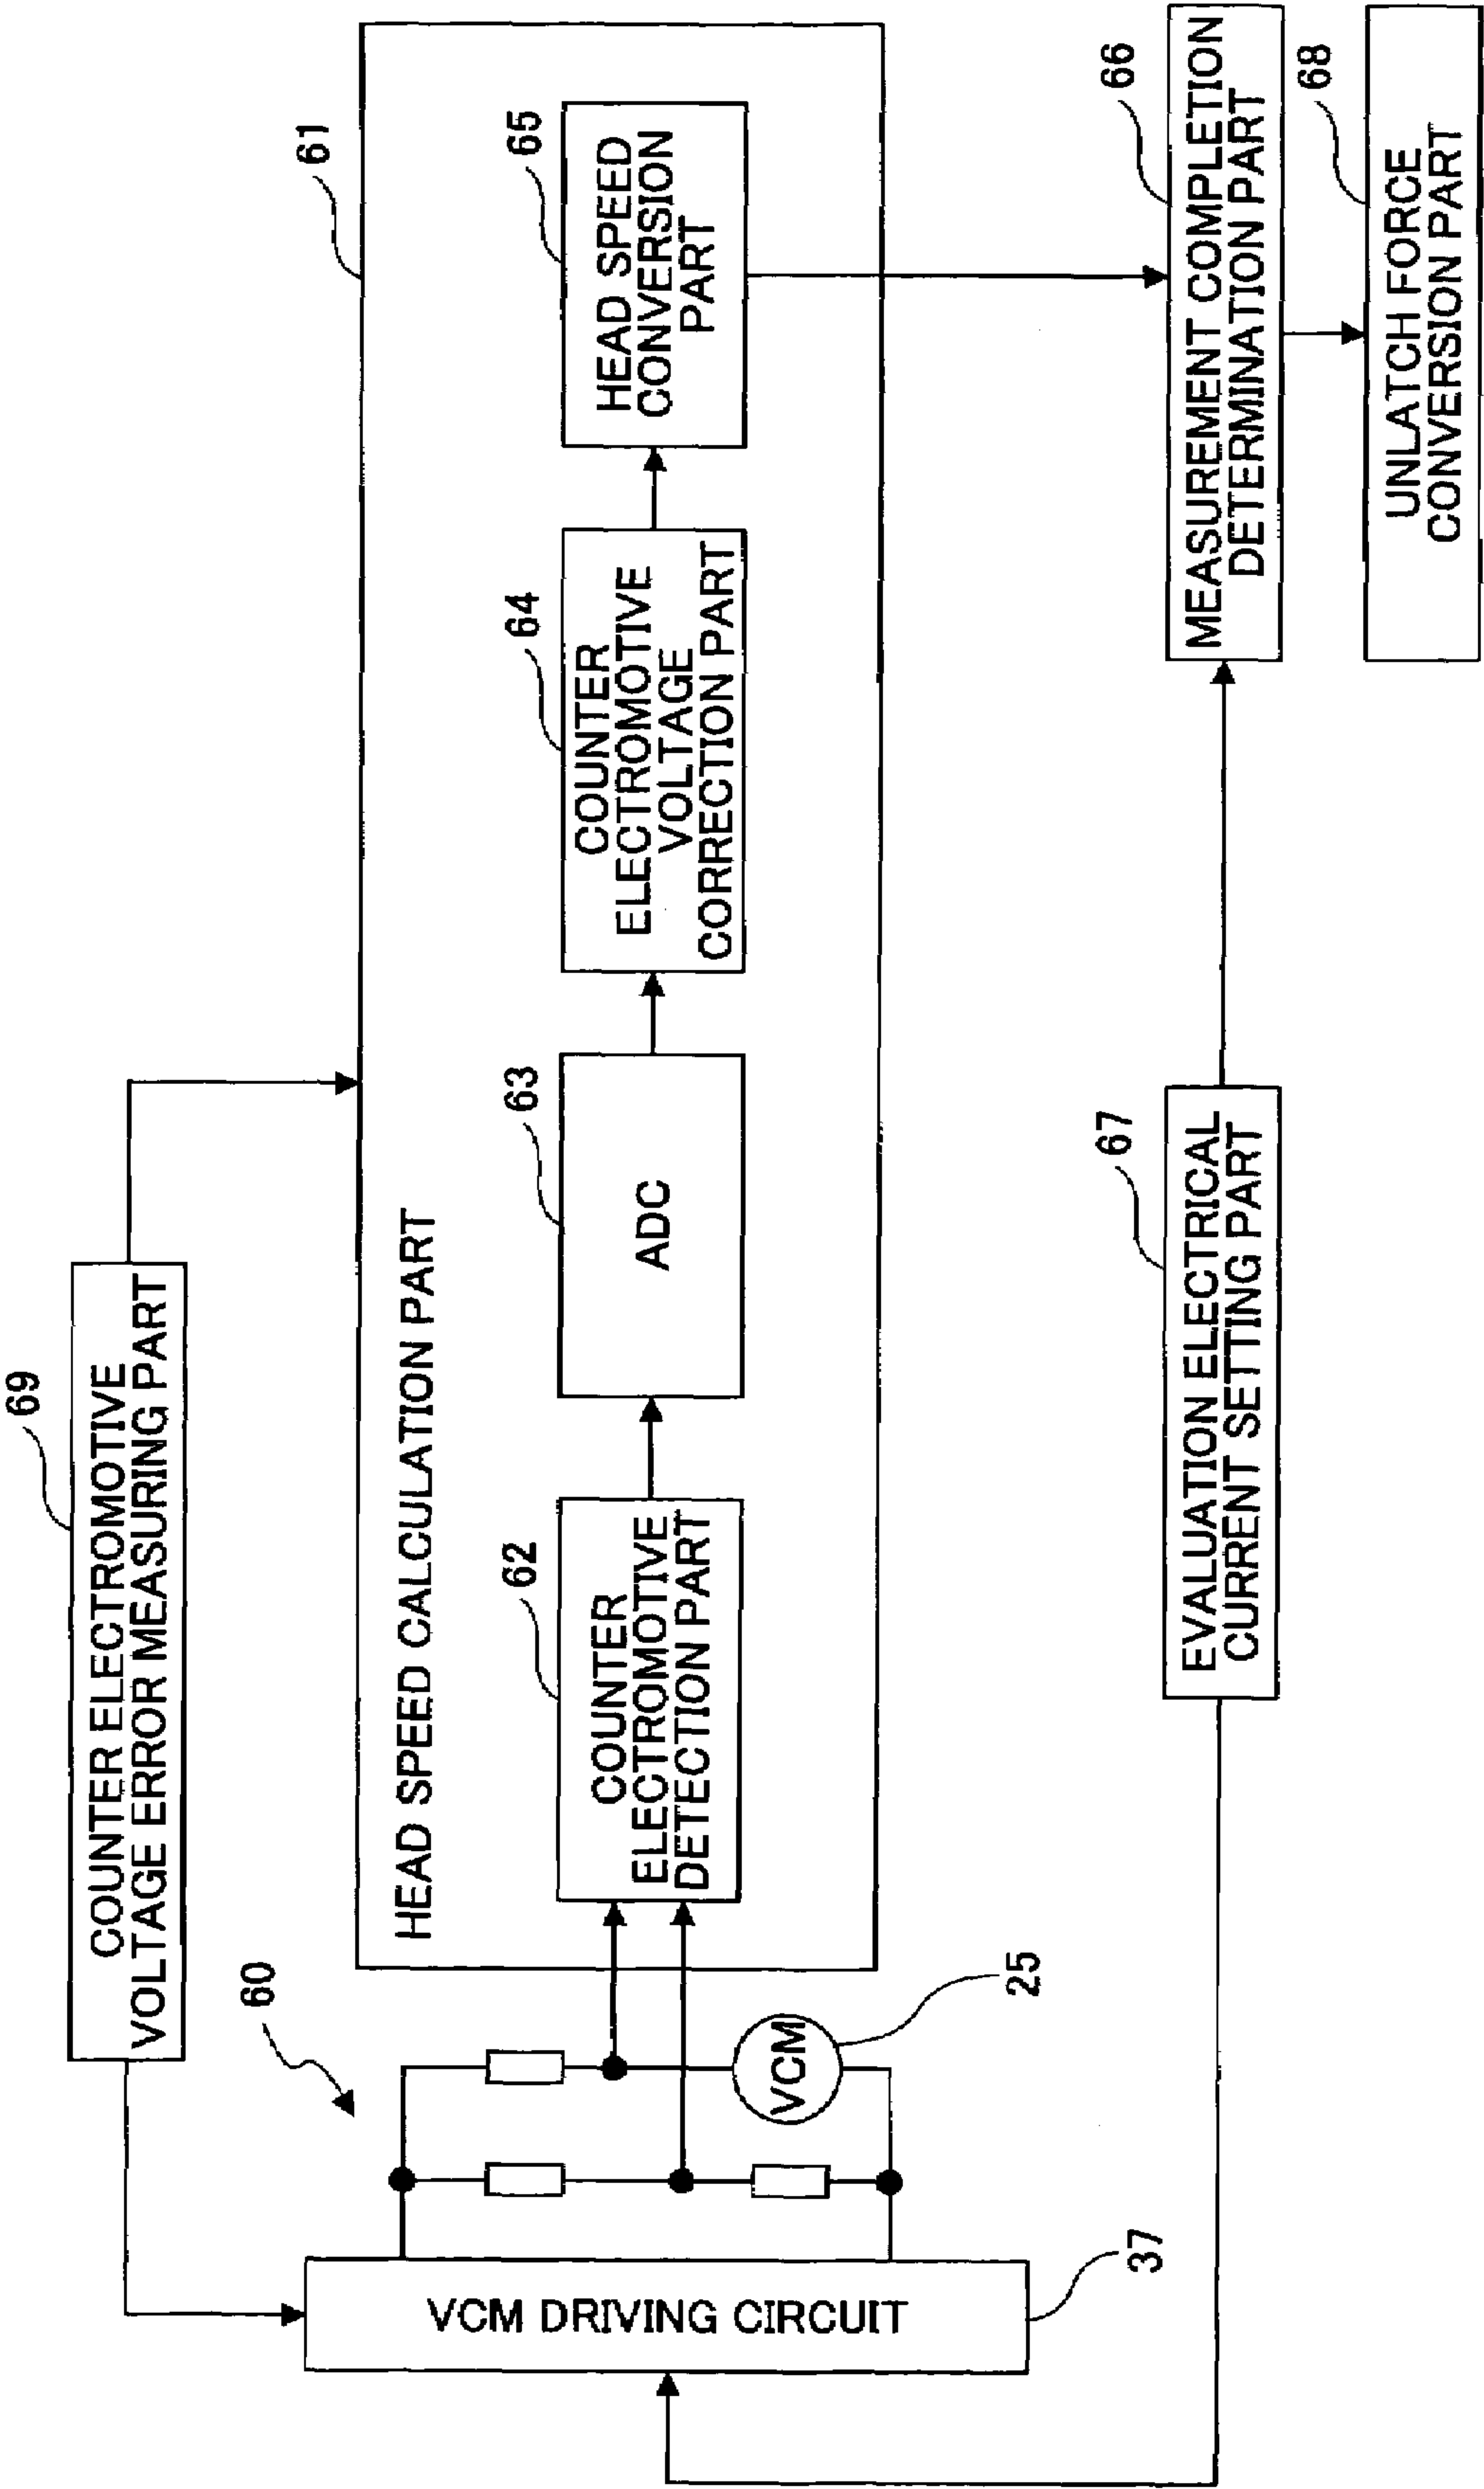 69
COUNTER ELECTROMOTIVE
VOLTAGE ERROR MEASURING PART
60
61
HEAD SPEED CALCULATION PART
62
COUNTER
ELECTROMOTIVE
DETECTION PART
63
ADC
64
COUNTER
ELECTROMOTIVE
VOLTAGE
CORRECTION PART
65
HEAD SPEED
CONVERSION
PART
VCM
25
VCM DRIVING CIRCUIT
37
67
EVALUATION ELECTRICAL
CURRENT SETTING PART
66
MEASUREMENT COMPLETION
DETERMINATION PART
68
UNLATCH FORCE
CONVERSION PART